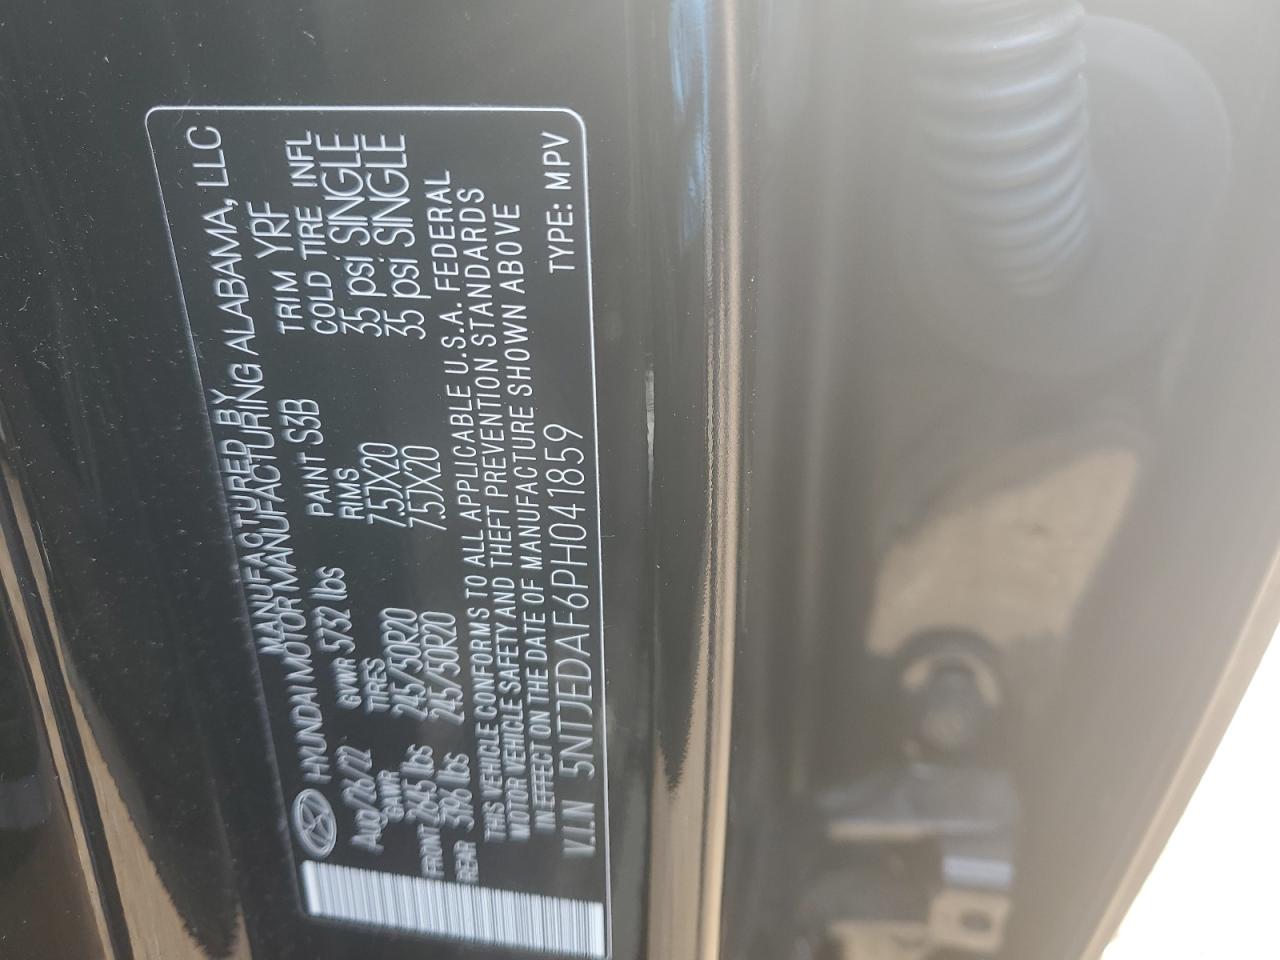 MANUFACTURED BY
HYUNDAI MOTOR MANUFACTURING ALABAMA, LLC
Aug/26/22 GVWR 5732 lbs PAINT S3B TRIM YRF
GAWR TIRES RIMS COLD TIRE INFL
FRONT 2645 lbs 245/50R20 7.5JX20 35 psi SINGLE
REAR 3196 lbs 245/50R20 7.5JX20 35 psi SINGLE
THIS VEHICLE CONFORMS TO ALL APPLICABLE U.S.A. FEDERAL
MOTOR VEHICLE SAFETY AND THEFT PREVENTION STANDARDS
IN EFFECT ON THE DATE OF MANUFACTURE SHOWN ABOVE
V.I.N 5NTJEDAF6PH041859 TYPE: MPV